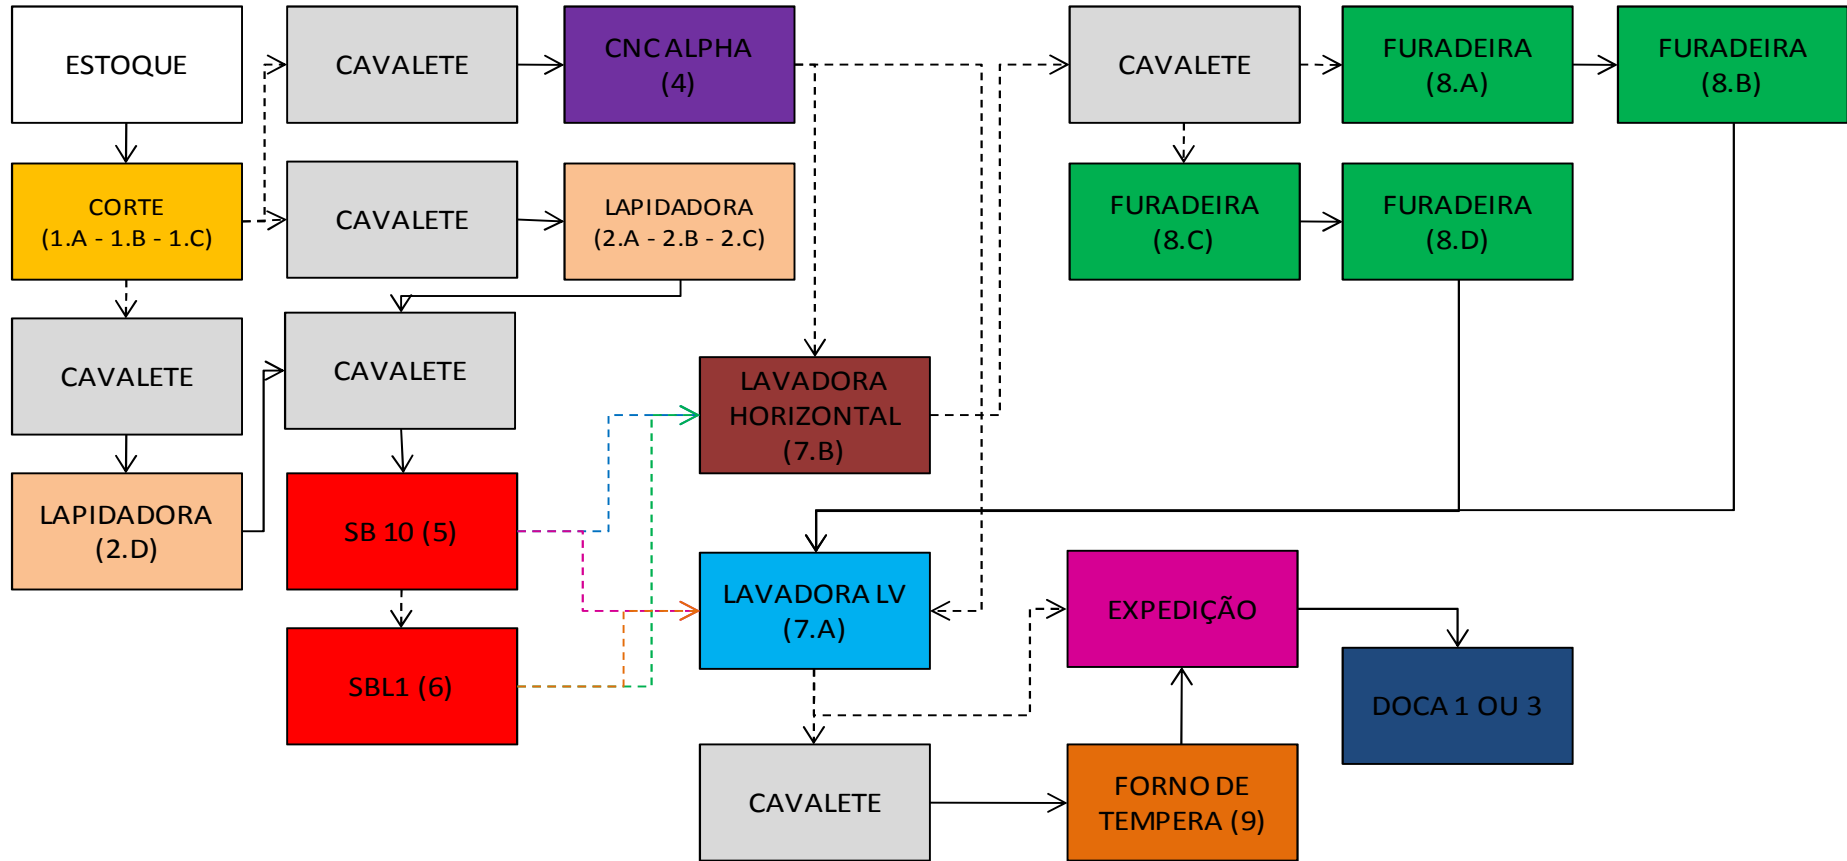 ESTOQUE
CAVALETE
CNC ALPHA
(4)
CAVALETE
FURADEIRA
(8.A)
FURADEIRA
(8.B)
CORTE
(1.A - 1.B - 1.C)
CAVALETE
LAPIDADORA
(2.A - 2.B - 2.C)
FURADEIRA
(8.C)
FURADEIRA
(8.D)
CAVALETE
CAVALETE
LAVADORA
HORIZONTAL
(7.B)
LAPIDADORA
(2.D)
SB 10 (5)
LAVADORA LV
(7.A)
EXPEDIÇÃO
SBL1 (6)
DOCA 1 OU 3
CAVALETE
FORNO DE
TEMPERA (9)